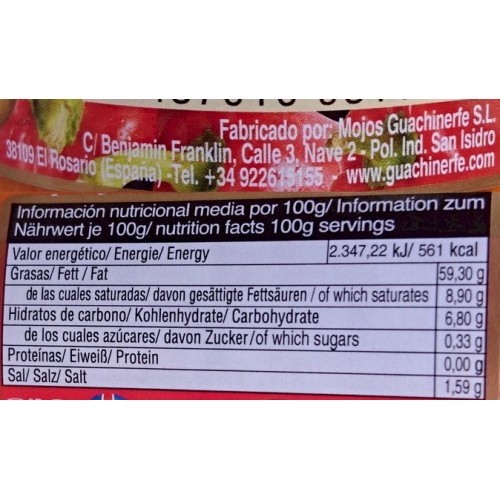 Fabricado por: Mojos Guachinerfe S.L.
C/ Benjamin Franklin, Calle 3, Nave 2 - Pol. Ind. San Isidro
38109 El Rosario (España) -Tel. +34 922615155 - www.guachinerfe.com
Información nutricional media por 100g/ Information zum
Nährwert je 100g/ nutrition facts 100g servings
Valor energético/ Energie/ Energy 2.347,22 kJ/ 561 kcal
Grasas/ Fett / Fat 59,30 g
de las cuales saturadas/ davon gesättigte Fettsäuren / of which saturates 8,90 g
Hidratos de carbono/ Kohlenhydrate/ Carbohydrate 6,80 g
de los cuales azúcares/ davon Zucker/of which sugars 0,33 g
Proteínas/ Eiweiß/ Protein 0,00 g
Sal/ Salz/ Salt 1,59 g